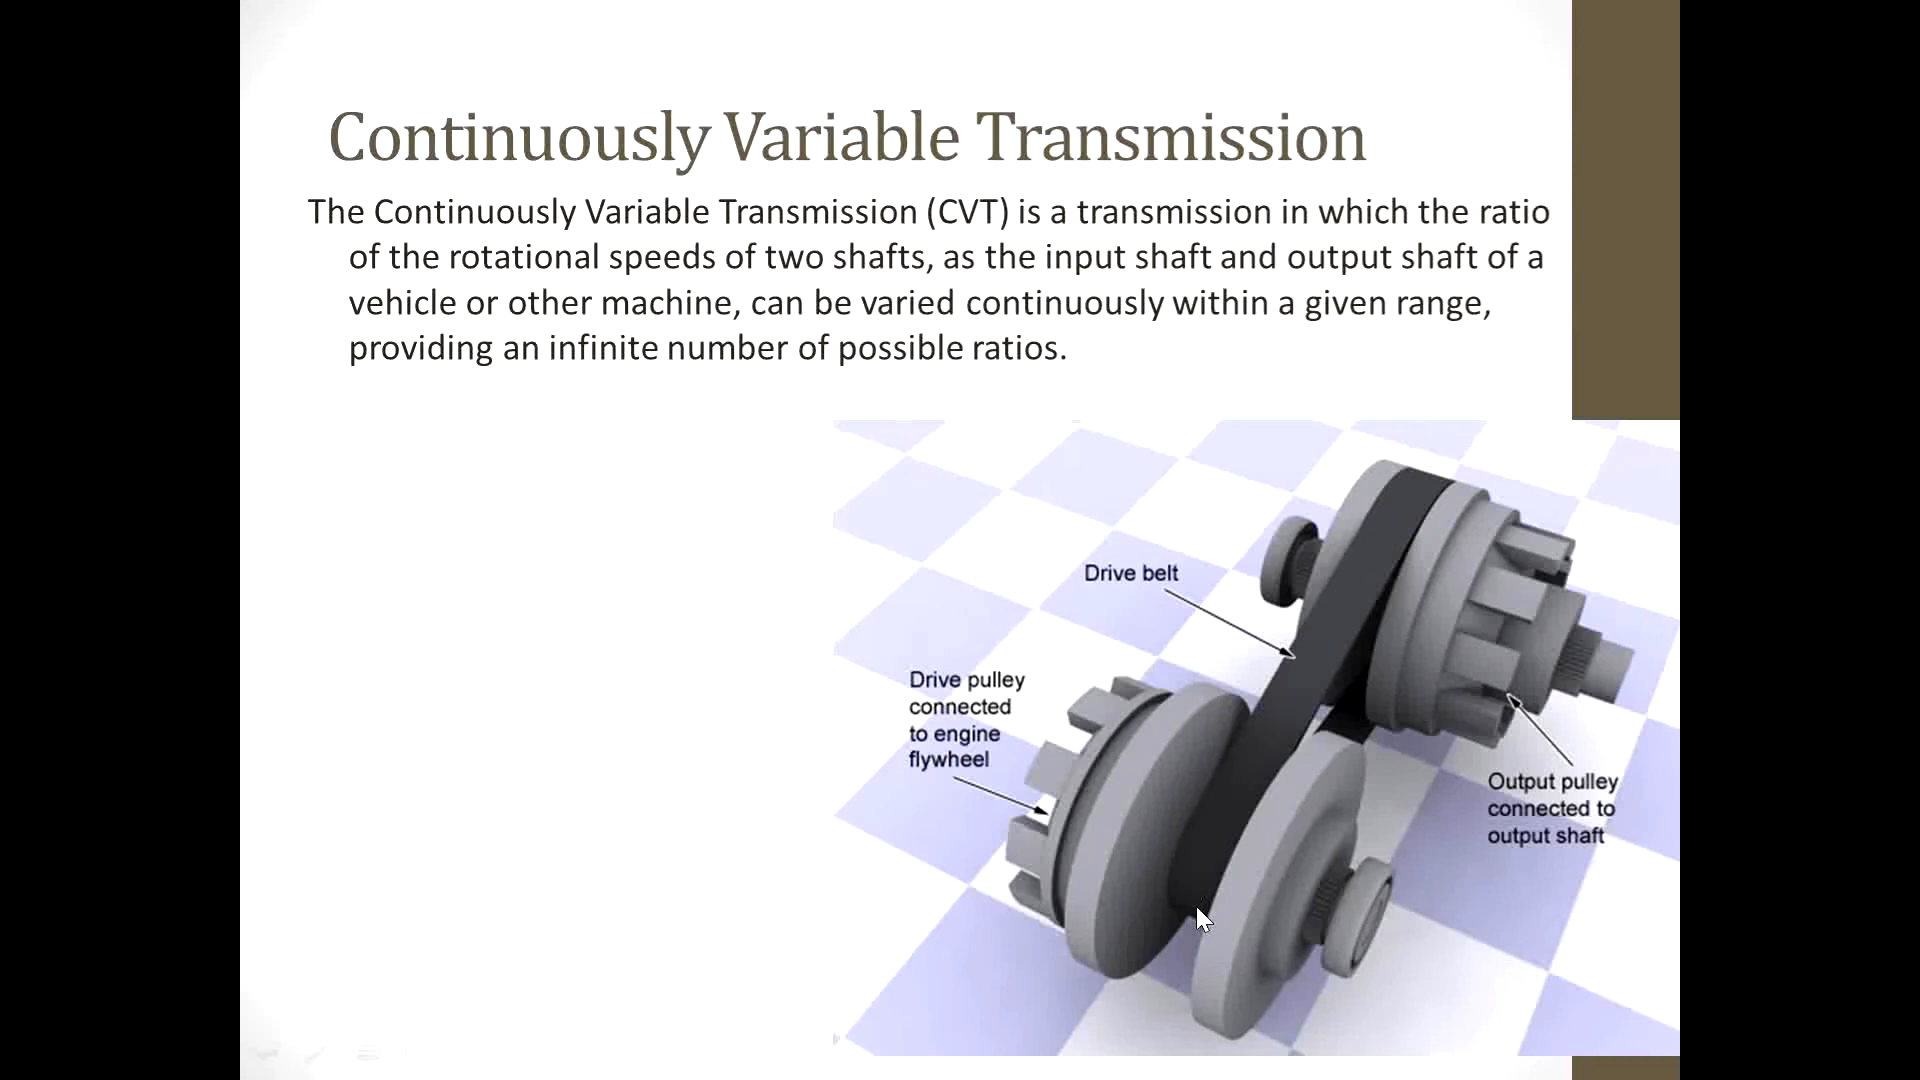 Continuously Variable Transmission
The Continuously Variable Transmission (CVT) is a transmission in which the ratio
of the rotational speeds of two shafts, as the input shaft and output shaft of a
vehicle or other machine, can be varied continuously within a given range,
providing an infinite number of possible ratios.
Drive belt
Drive pulley
connected
to engine
flywheel
Output pulley
connected to
output shaft